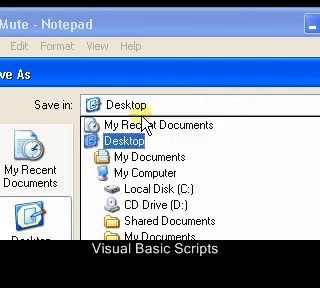 Mute - Notepad
Edit Format View Help
ve As
Save in: Desktop
My Recent Documents
Desktop
My Documents
My Computer
Local Disk (C:)
CD Drive (D:)
Shared Documents
My Documents
My Recent
Documents
Desktop
Visual Basic Scripts